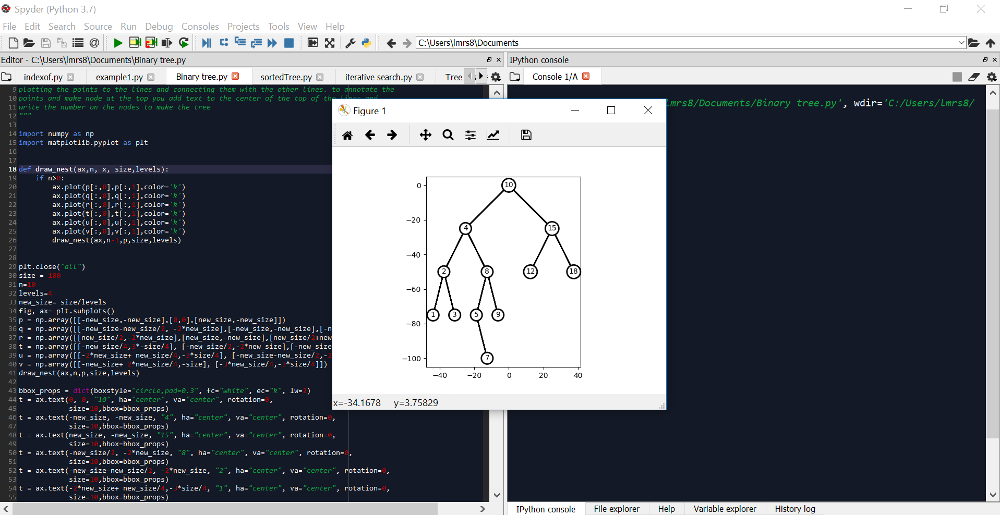 Spyder (Python 3.7)
File Edit Search Source Run Debug Consoles Projects Tools View Help
C:\Users\lmrs8\Documents
Editor - C:\Users\lmrs8\Documents\Binary tree.py
indexof.py example1.py Binary tree.py sortedTree.py iterative search.py Tree
9 plotting the points to the lines and connecting them with the other lines. to annotate the
10 points and make node at the top you add text to the center of the top of the lines and
11 write the number on the nodes to make the tree
12 """
13
14 import numpy as np
15 import matplotlib.pyplot as plt
16
17
18 def draw_nest(ax,n, x, size,levels):
19     if n>0:
20         ax.plot(p[:,0],p[:,1],color='k')
21         ax.plot(q[:,0],q[:,1],color='k')
22         ax.plot(r[:,0],r[:,1],color='k')
23         ax.plot(t[:,0],t[:,1],color='k')
24         ax.plot(u[:,0],u[:,1],color='k')
25         ax.plot(v[:,0],v[:,1],color='k')
26         draw_nest(ax,n-1,p,size,levels)
27
28
29 plt.close("all")
30 size = 100
31 n=10
32 levels=4
33 new_size= size/levels
34 fig, ax= plt.subplots()
35 p = np.array([[-new_size,-new_size],[0,0],[new_size,-new_size]])
36 q = np.array([[-new_size-new_size/2, -2*new_size],[-new_size,-new_size],[-n
37 r = np.array([[new_size/2,-2*new_size],[new_size,-new_size],[new_size/2+new
38 t = np.array([[-new_size/4,3*-size/4], [-new_size/2,-2*new_size],[-new_size
39 u = np.array([[-2*new_size+ new_size/4,-3*size/4], [-new_size-new_size/2,-2
40 v = np.array([[-new_size+ 2*new_size/4,-size], [-3*new_size/4,-3*size/4]])
41 draw_nest(ax,n,p,size,levels)
42
43 bbox_props = dict(boxstyle="circle,pad=0.3", fc="white", ec="k", lw=2)
44 t = ax.text(0, 0, "10", ha="center", va="center", rotation=0,
45             size=10,bbox=bbox_props)
46 t = ax.text(-new_size, -new_size, "4", ha="center", va="center", rotation=0,
47             size=10,bbox=bbox_props)
48 t = ax.text(new_size, -new_size, "15", ha="center", va="center", rotation=0,
49             size=10,bbox=bbox_props)
50 t = ax.text(-new_size/2, -2*new_size, "8", ha="center", va="center", rotation=0,
51             size=10,bbox=bbox_props)
52 t = ax.text(-new_size-new_size/2, -2*new_size, "2", ha="center", va="center", rotation=0,
53             size=10,bbox=bbox_props)
54 t = ax.text(-2*new_size+ new_size/4,-3*size/4, "1", ha="center", va="center", rotation=0,
55             size=10,bbox=bbox_props)
Figure 1
0
−20
−40
−60
−80
−100
10
4 15
2 8 12 18
1 3 5 9
7
−40 −20 0 20 40
x=-34.1678 y=3.75829
IPython console
Console 1/A
lmrs8/Documents/Binary tree.py', wdir='C:/Users/lmrs8/
IPython console File explorer Help Variable explorer History log